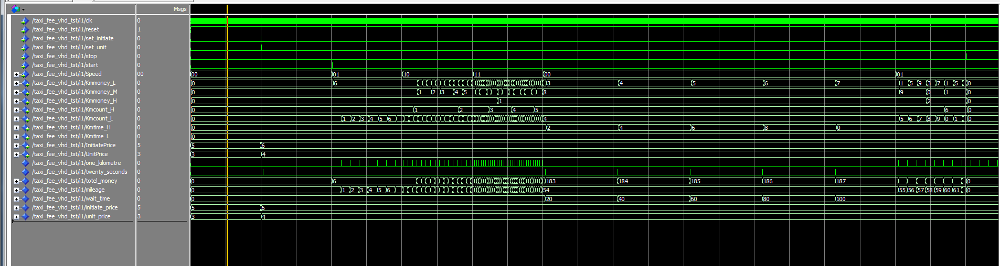 Msgs
/taxi_fee_vhd_tst/i1/clk 0
/taxi_fee_vhd_tst/i1/reset 1
/taxi_fee_vhd_tst/i1/set_initiate 0
/taxi_fee_vhd_tst/i1/set_unit 0
/taxi_fee_vhd_tst/i1/stop 0
/taxi_fee_vhd_tst/i1/start 0
/taxi_fee_vhd_tst/i1/Speed 00 00 01 10 11 00 01
/taxi_fee_vhd_tst/i1/Kmmoney_L 0 0 6 3 4 5 6 7 1 5 9 3 7 1 5 0
/taxi_fee_vhd_tst/i1/Kmmoney_M 0 0 1 2 3 4 5 8 9 0 1 0
/taxi_fee_vhd_tst/i1/Kmmoney_H 0 0 1 2 0
/taxi_fee_vhd_tst/i1/Kmcount_H 0 0 1 2 3 4 5 6 0
/taxi_fee_vhd_tst/i1/Kmcount_L 0 0 1 2 3 4 5 6 4 5 6 7 8 9 0 1 0
/taxi_fee_vhd_tst/i1/Kmtime_H 0 0 2 4 6 8 0
/taxi_fee_vhd_tst/i1/Kmtime_L 0 0
/taxi_fee_vhd_tst/i1/InitiatePrice 5 5 6
/taxi_fee_vhd_tst/i1/UnitPrice 3 3 4
/taxi_fee_vhd_tst/i1/one_kilometre 0
/taxi_fee_vhd_tst/i1/twenty_seconds 0
/taxi_fee_vhd_tst/i1/totel_money 0 0 6 183 184 185 186 187 0
/taxi_fee_vhd_tst/i1/mileage 0 0 1 2 3 4 5 6 54 55 56 57 58 59 60 61 0
/taxi_fee_vhd_tst/i1/wait_time 0 0 20 40 60 80 100
/taxi_fee_vhd_tst/i1/initiate_price 5 5 6
/taxi_fee_vhd_tst/i1/unit_price 3 3 4